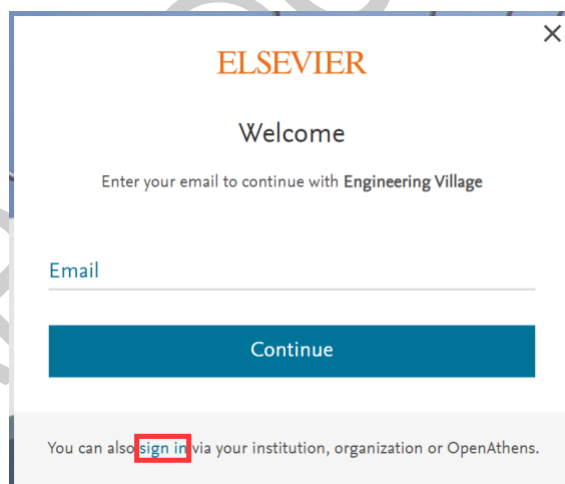 ELSEVIER
Welcome
Enter your email to continue with Engineering Village
Email
Continue
You can also sign in via your institution, organization or OpenAthens.